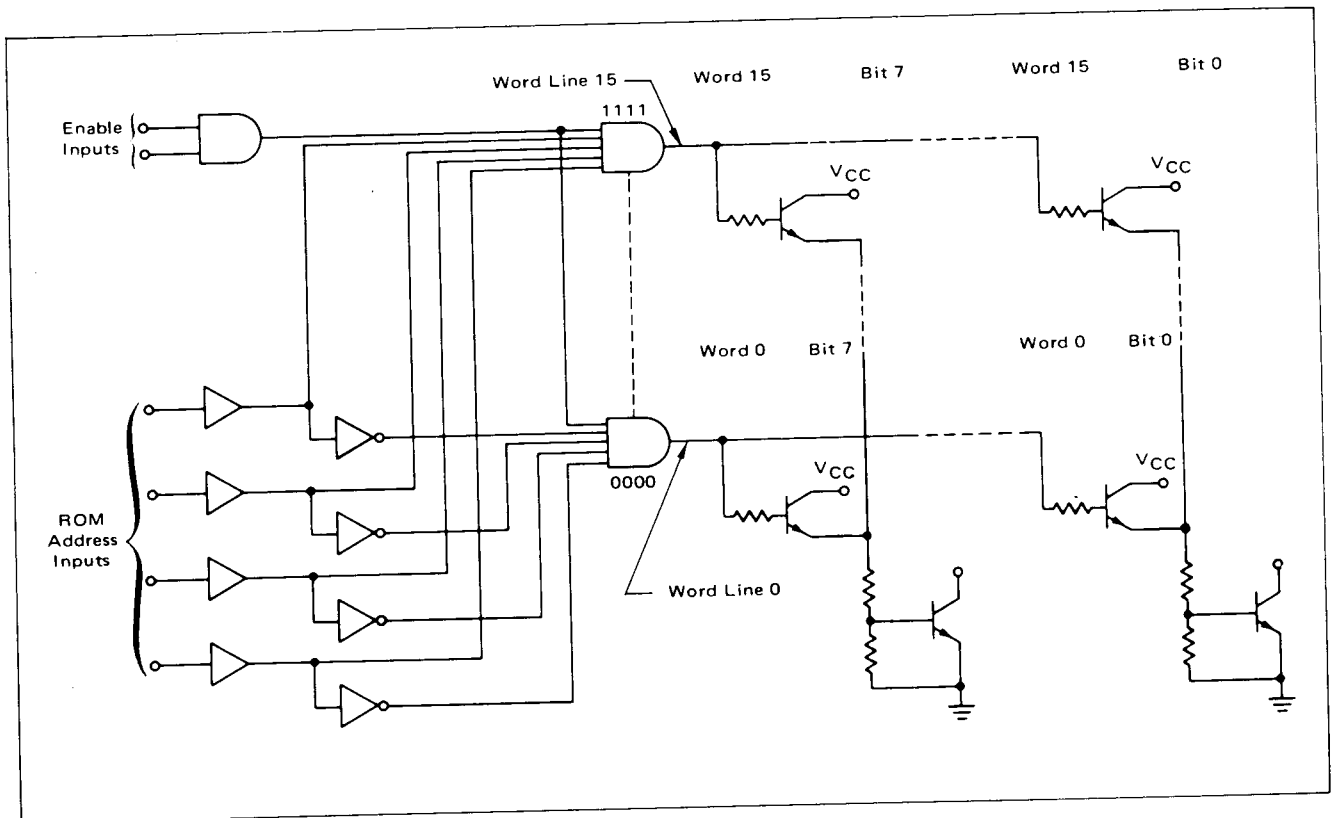 Word Line 15 Word 15 Bit 7 Word 15 Bit 0
Enable
Inputs
1111
VCC VCC
Word 0 Bit 7 Word 0 Bit 0
VCC VCC
0000
ROM
Address
Inputs
Word Line 0